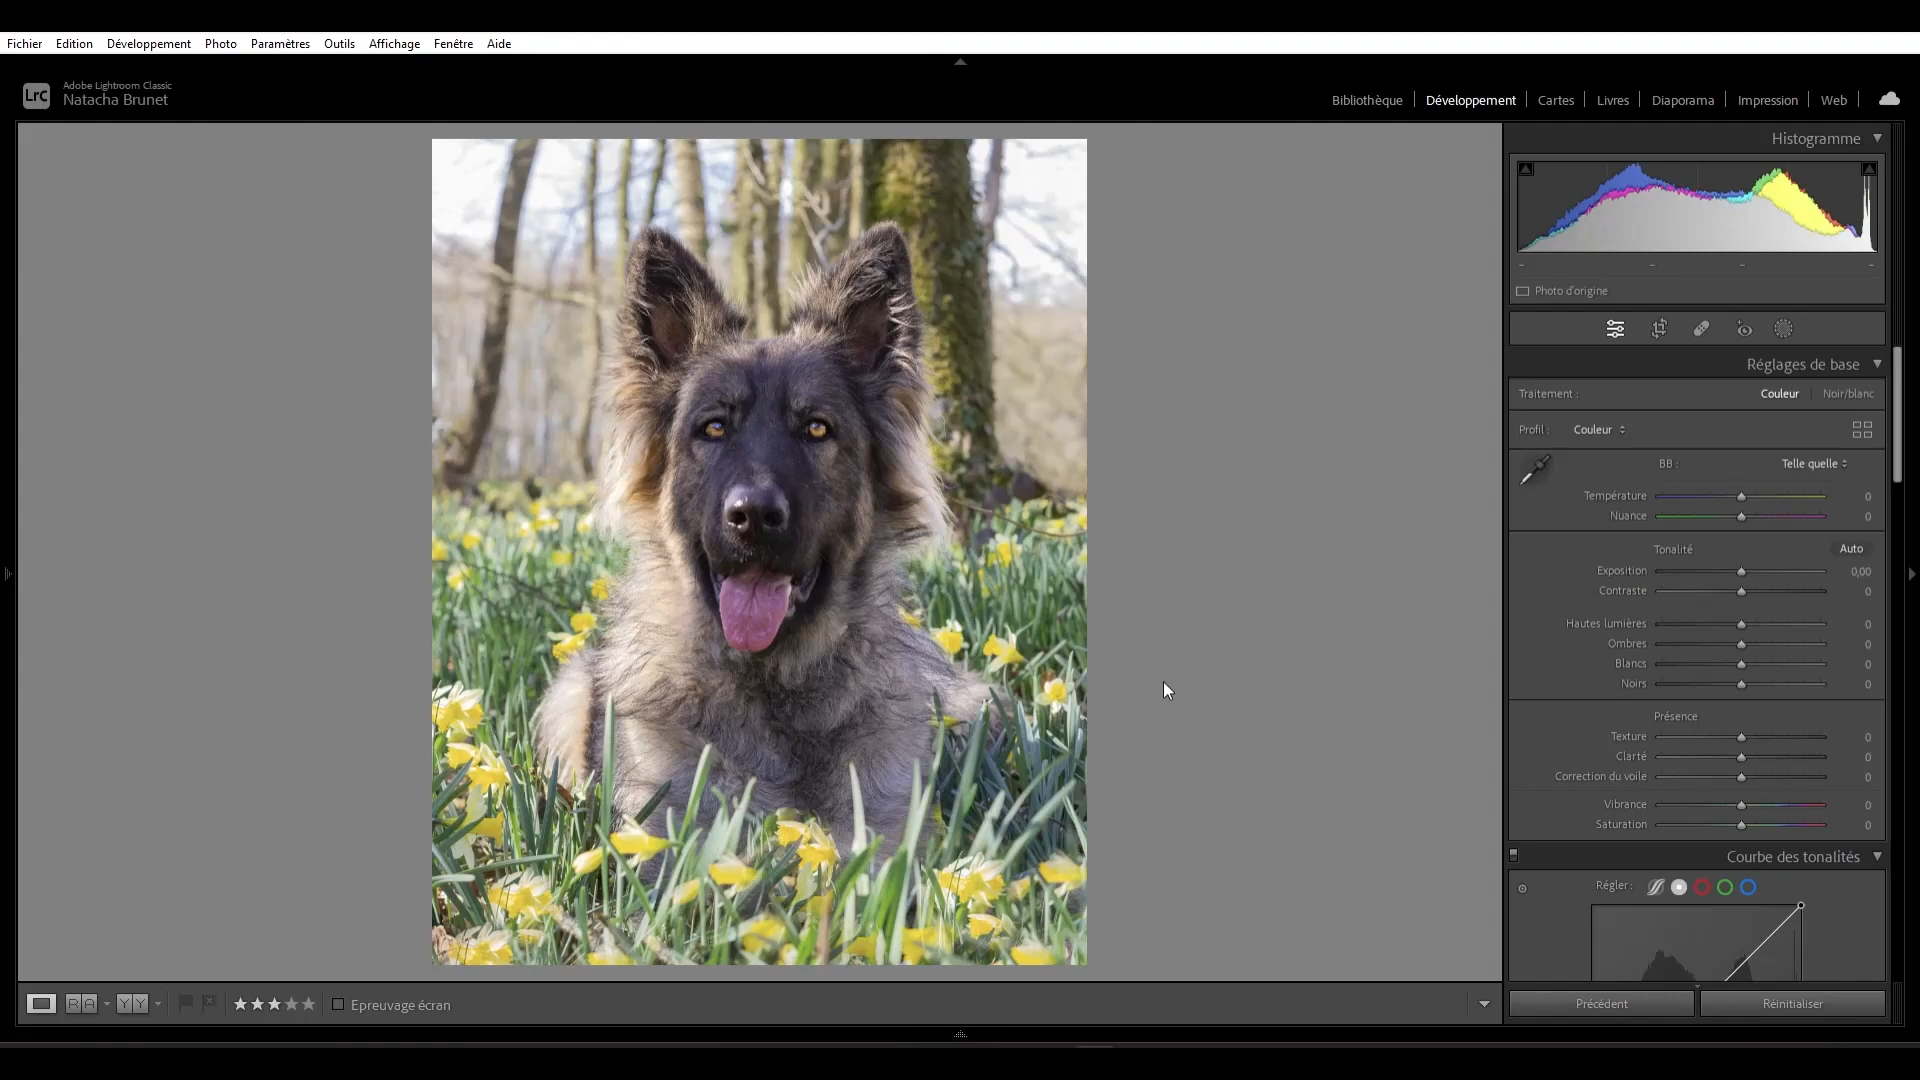 Fichier Edition Développement Photo Paramètres Outils Affichage Fenêtre Aide
LrC
Adobe Lightroom Classic
Natacha Brunet
Bibliothèque | Développement | Cartes | Livres | Diaporama | Impression | Web
Histogramme
Photo d'origine
Réglages de base
Traitement : Couleur | Noir/blanc
Profil : Couleur
BB : Telle quelle
Température 0
Nuance 0
Tonalité Auto
Exposition 0,00
Contraste 0
Hautes lumières 0
Ombres 0
Blancs 0
Noirs 0
Présence
Texture 0
Clarté 0
Correction du voile 0
Vibrance 0
Saturation 0
Courbe des tonalités
Régler :
R A Y Y Epreuvage écran
Précédent Réinitialiser